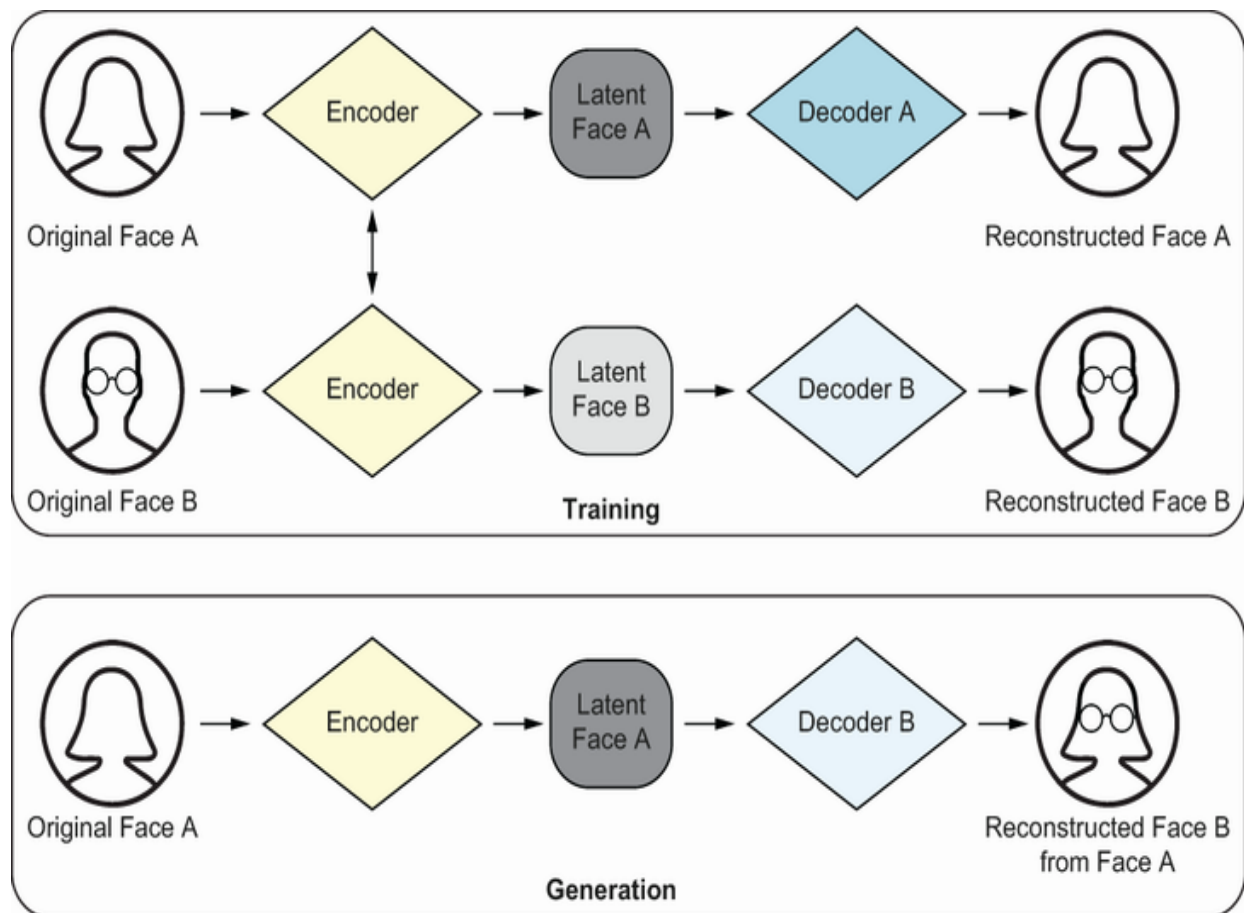 Encoder
Latent
Face A
Decoder A
Original Face A
Reconstructed Face A
Encoder
Latent
Face B
Decoder B
Original Face B
Reconstructed Face B
Training
Encoder
Latent
Face A
Decoder B
Original Face A
Reconstructed Face B
from Face A
Generation